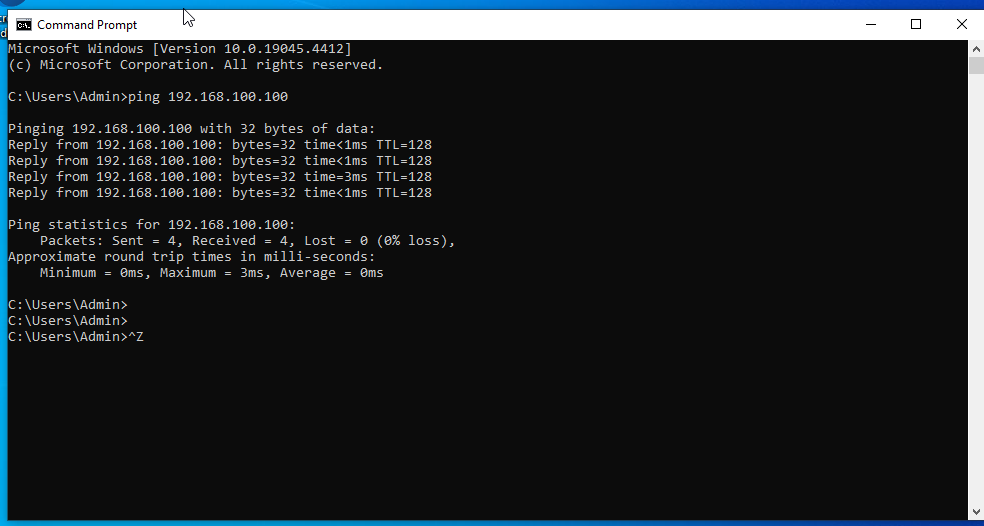 Command Prompt
Microsoft Windows [Version 10.0.19045.4412]
(c) Microsoft Corporation. All rights reserved.
C:\Users\Admin>ping 192.168.100.100
Pinging 192.168.100.100 with 32 bytes of data:
Reply from 192.168.100.100: bytes=32 time<1ms TTL=128
Reply from 192.168.100.100: bytes=32 time<1ms TTL=128
Reply from 192.168.100.100: bytes=32 time=3ms TTL=128
Reply from 192.168.100.100: bytes=32 time<1ms TTL=128
Ping statistics for 192.168.100.100:
    Packets: Sent = 4, Received = 4, Lost = 0 (0% loss),
Approximate round trip times in milli-seconds:
    Minimum = 0ms, Maximum = 3ms, Average = 0ms
C:\Users\Admin>
C:\Users\Admin>
C:\Users\Admin>^Z